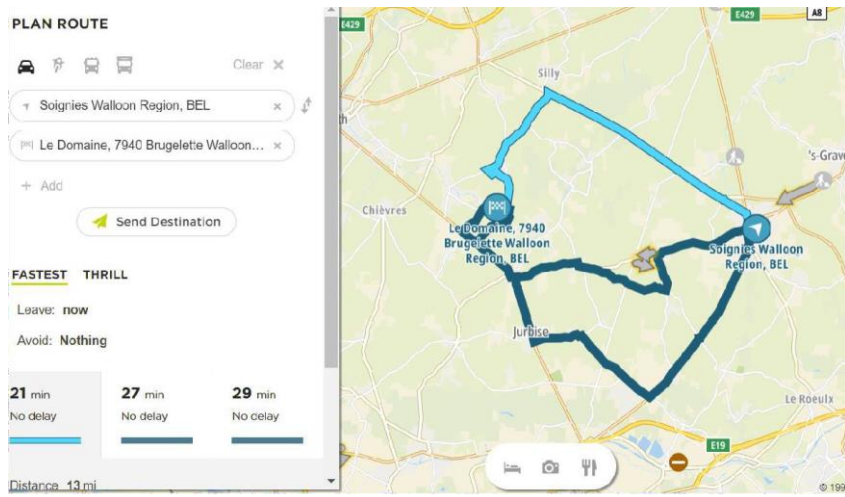 PLAN ROUTE
Clear ×
Soignies Walloon Region, BEL ×
Le Domaine, 7940 Brugelette Walloon... ×
+ Add
Send Destination
FASTEST THRILL
Leave: now
Avoid: Nothing
21 min
No delay
27 min
No delay
29 min
No delay
Distance 13 mi
E429
E429
A8
Silly
's-Grav
Chièvres
Le Domaine, 7940
Brugelette Walloon
Region, BEL
Soignies Walloon
Region, BEL
Jurbise
Le Roeulx
E19
© 199